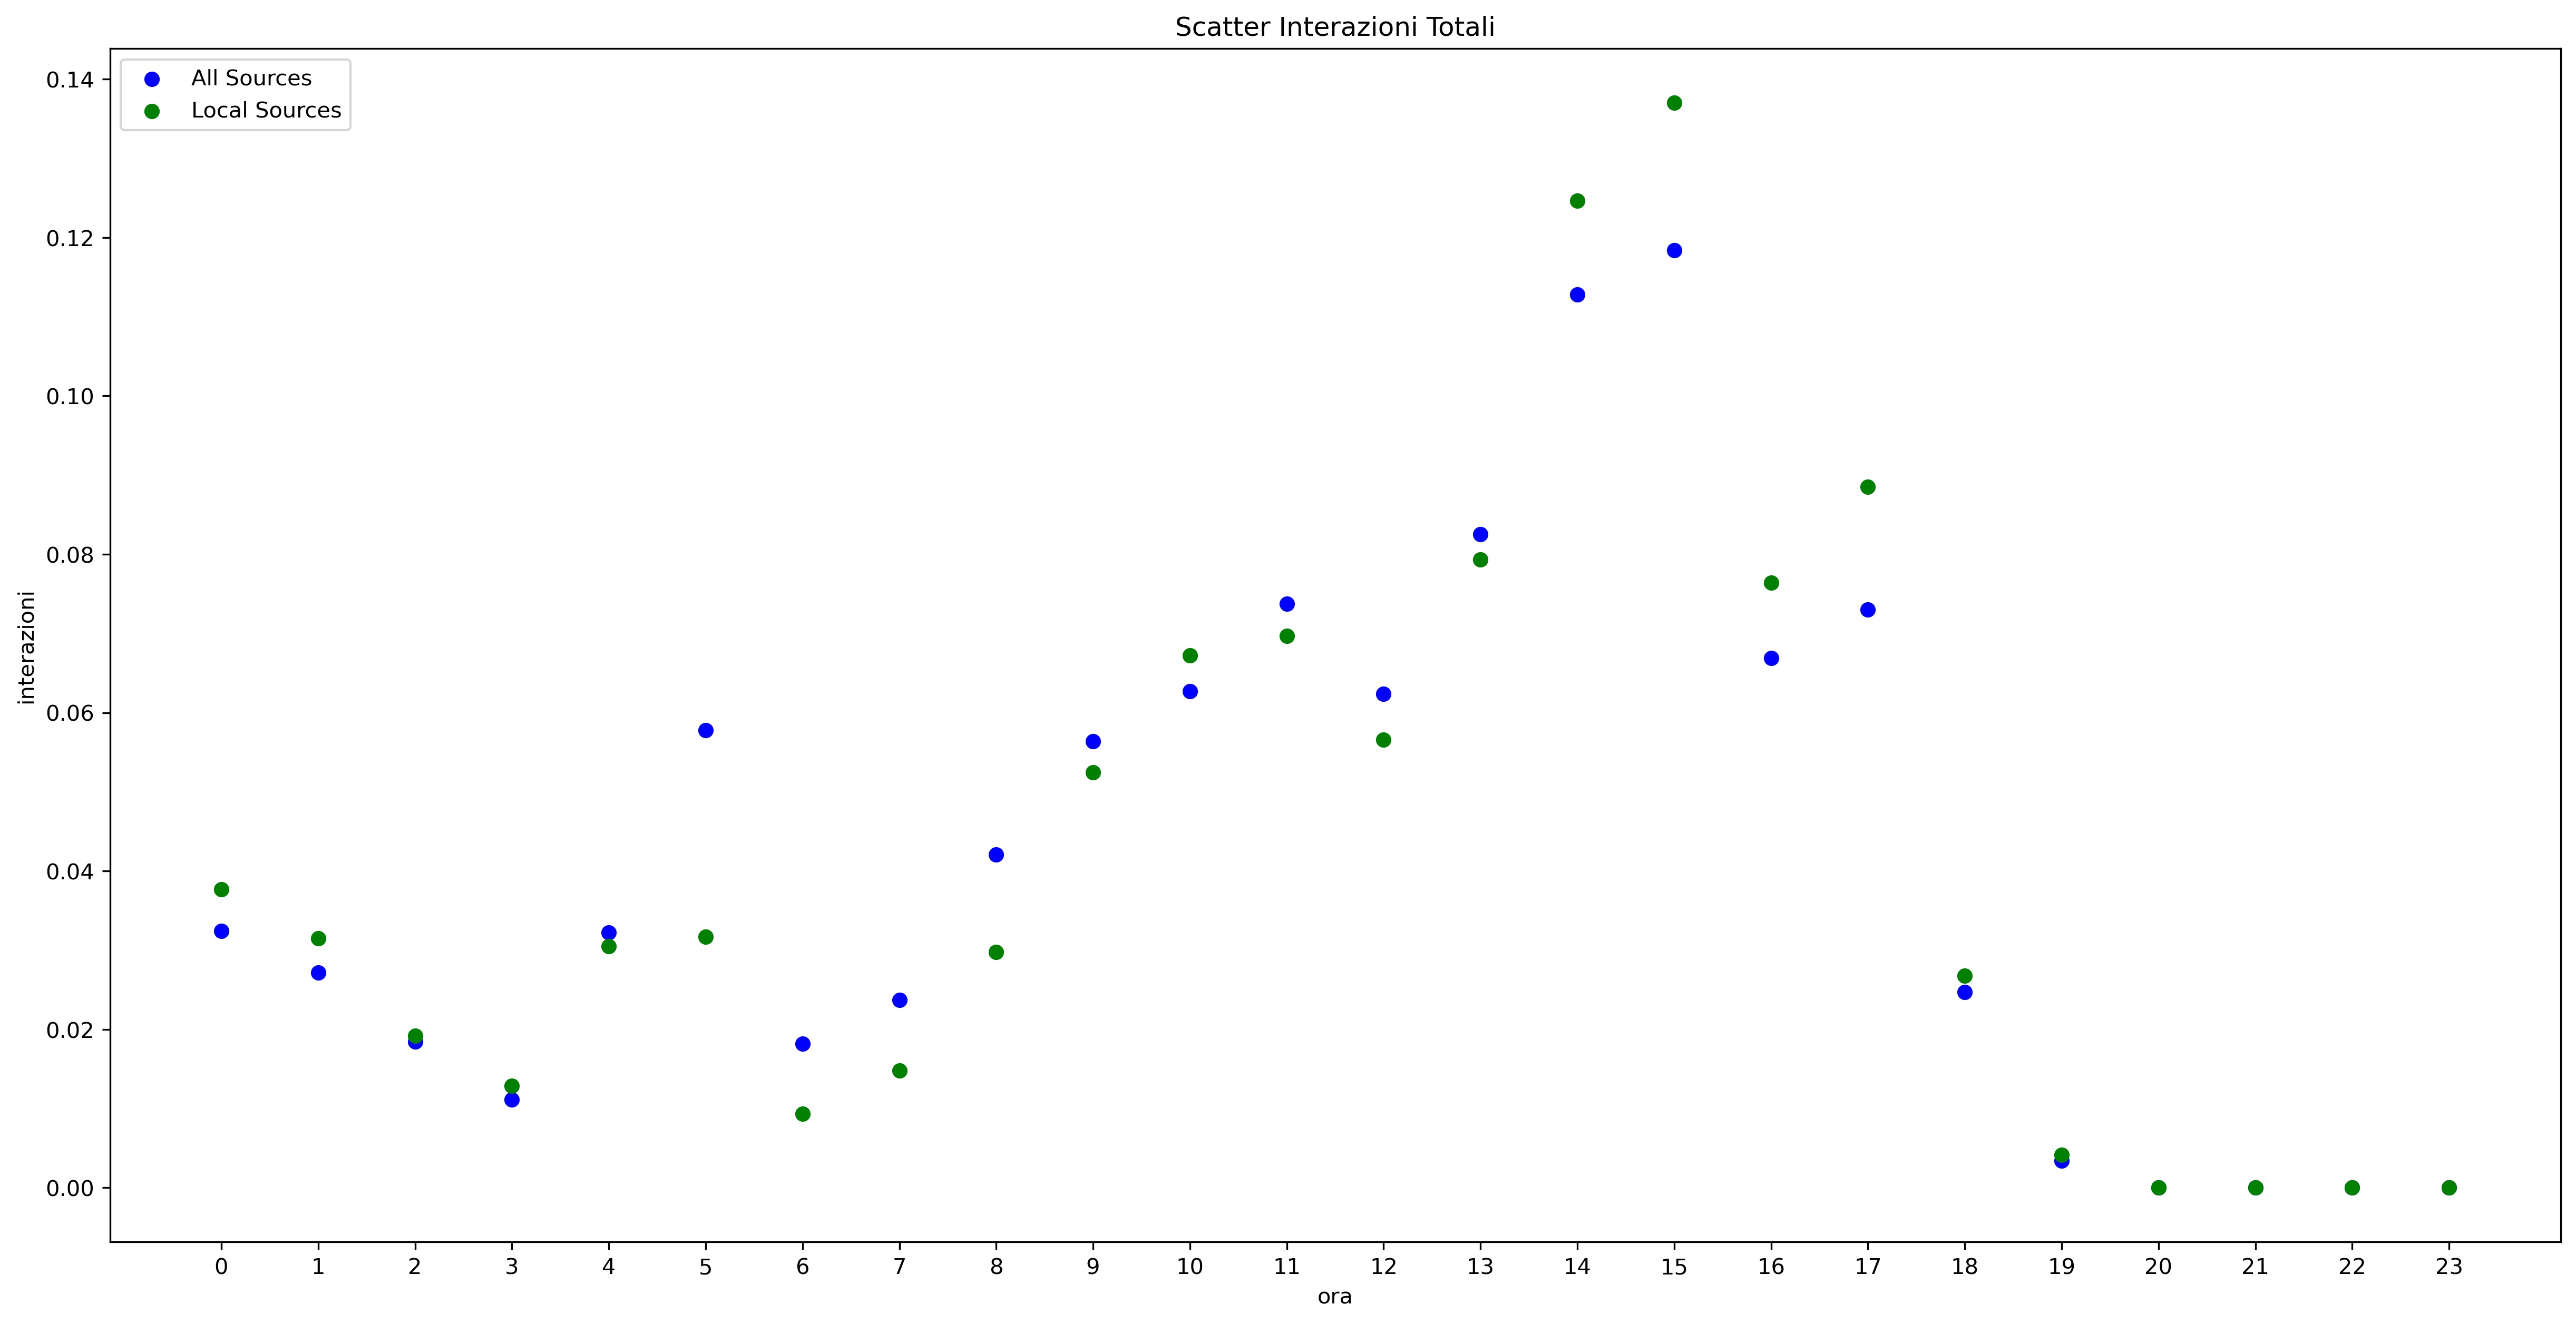 Scatter Interazioni Totali
All Sources
Local Sources
0.14
0.12
0.10
0.08
0.06
0.04
0.02
0.00
interazioni
0 1 2 3 4 5 6 7 8 9 10 11 12 13 14 15 16 17 18 19 20 21 22 23
ora